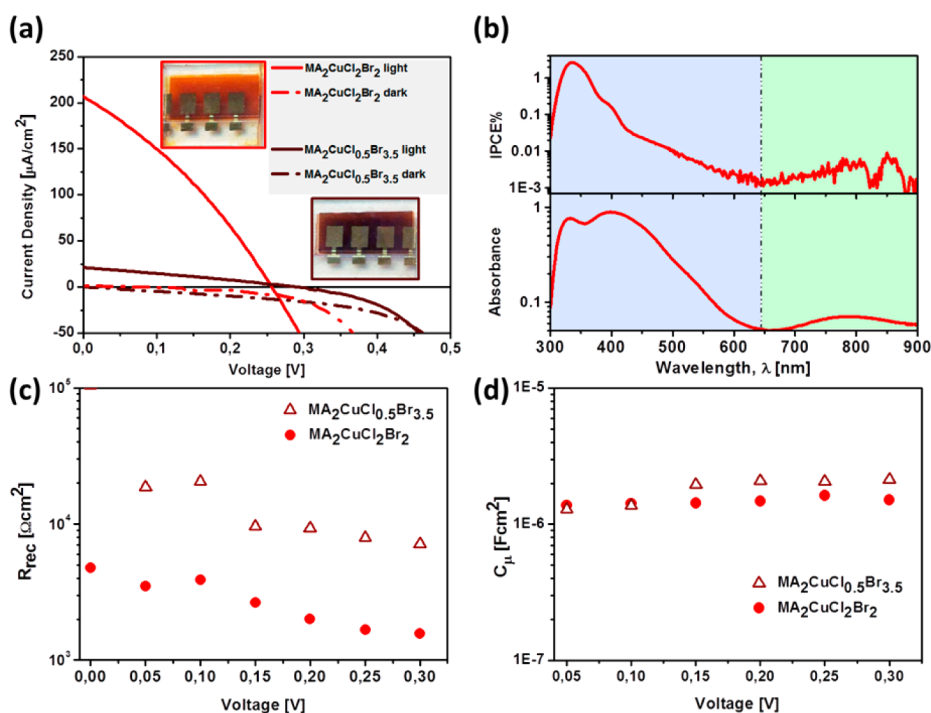 (a)
Current Density [µA/cm²]
250
200
150
100
50
0
-50
0,0
0,1
0,2
0,3
0,4
0,5
Voltage [V]
MA₂CuCl₂Br₂ light
MA₂CuCl₂Br₂ dark
MA₂CuCl₀.₅Br₃.₅ light
MA₂CuCl₀.₅Br₃.₅ dark
(b)
IPCE%
1
0.1
0.01
1E-3
Absorbance
1
0.1
300
400
500
600
700
800
900
Wavelength, λ [nm]
(c)
R_rec [Ωcm²]
10⁵
10⁴
10³
0,00
0,05
0,10
0,15
0,20
0,25
0,30
Voltage [V]
MA₂CuCl₀.₅Br₃.₅
MA₂CuCl₂Br₂
(d)
C_μ [Fcm²]
1E-5
1E-6
1E-7
0,05
0,10
0,15
0,20
0,25
0,30
Voltage [V]
MA₂CuCl₀.₅Br₃.₅
MA₂CuCl₂Br₂